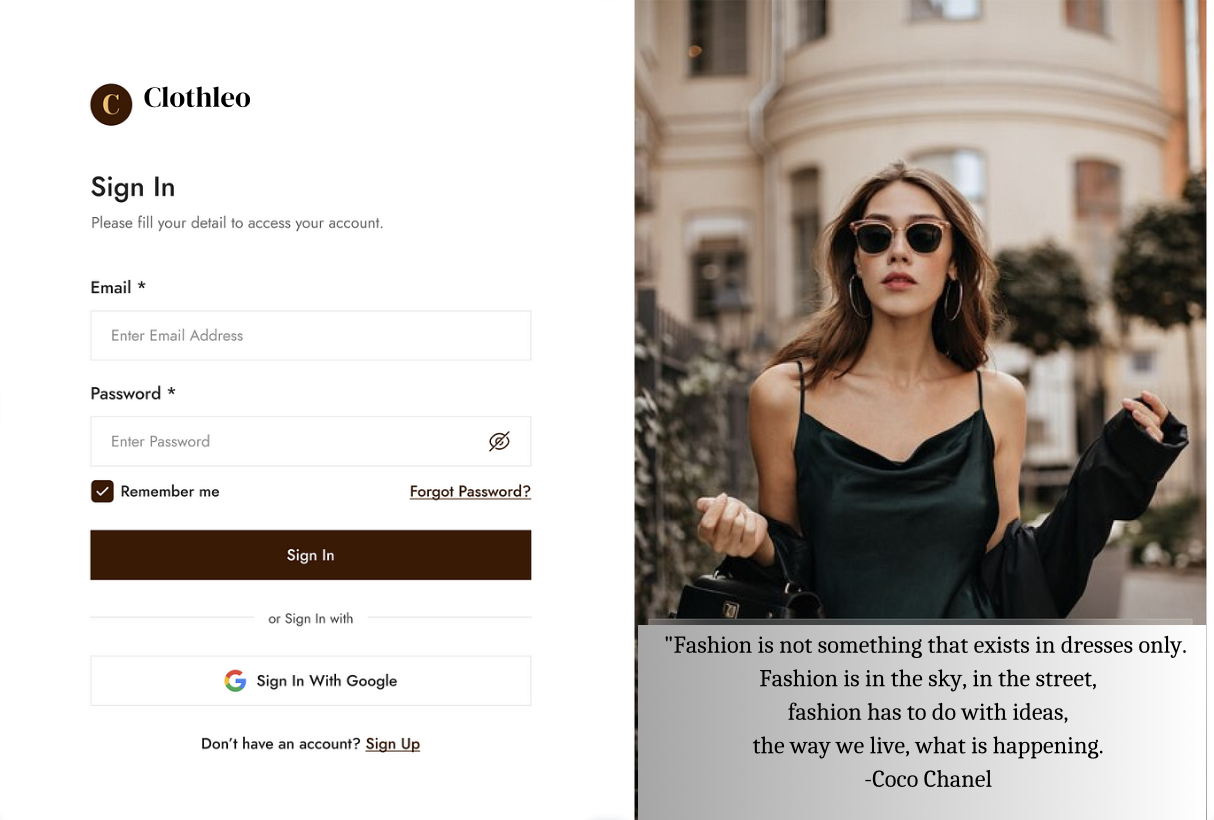 C Clothleo
Sign In
Please fill your detail to access your account.
Email *
Enter Email Address
Password *
Enter Password
Remember me Forgot Password?
Sign In
or Sign In with
G Sign In With Google
Don't have an account? Sign Up
"Fashion is not something that exists in dresses only.
Fashion is in the sky, in the street,
fashion has to do with ideas,
the way we live, what is happening.
-Coco Chanel